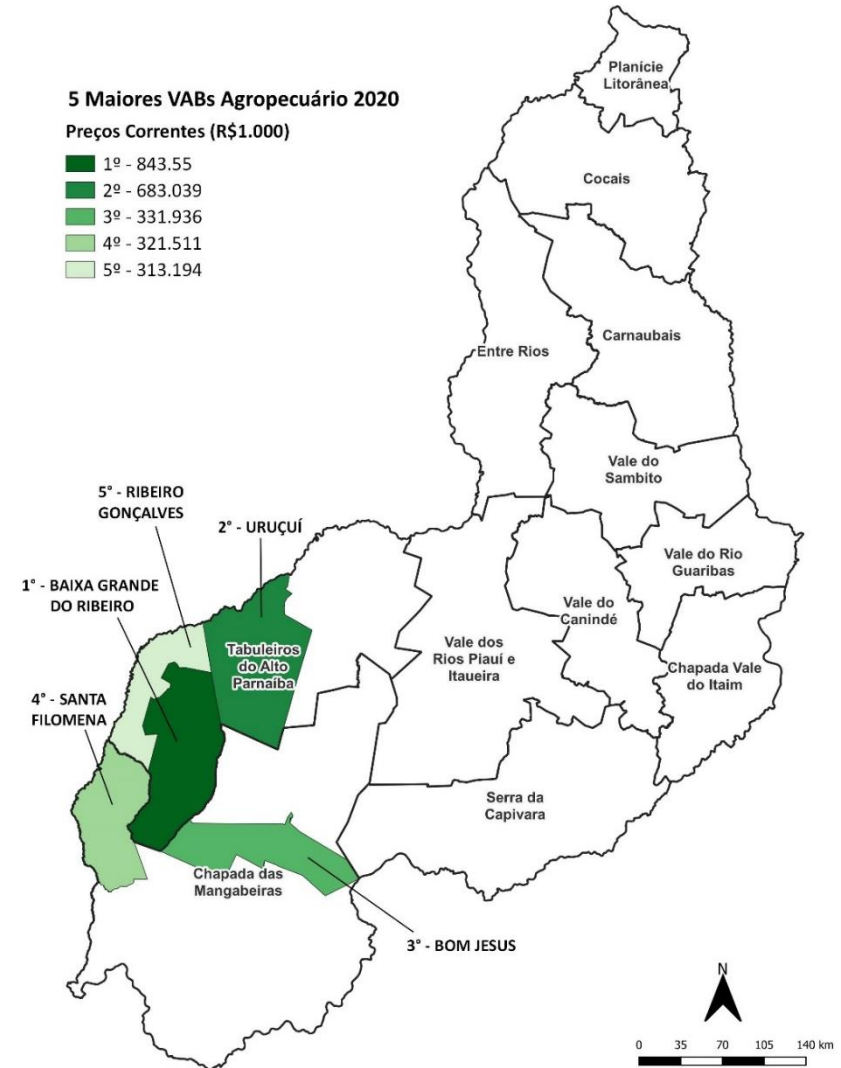 5 Maiores VABs Agropecuário 2020
Preços Correntes (R$1.000)
1º - 843.55
2º - 683.039
3º - 331.936
4º - 321.511
5º - 313.194
Planície
Litorânea
Cocais
Carnaubais
Entre Rios
Vale do
Sambito
5° - RIBEIRO
GONÇALVES
2° - URUÇUÍ
Vale do Rio
Guaribas
1° - BAIXA GRANDE
DO RIBEIRO
Vale do
Canindé
Tabuleiros
do Alto
Parnaíba
Vale dos
Rios Piauí e
Itaueira
Chapada Vale
do Itaim
4° - SANTA
FILOMENA
Serra da
Capivara
Chapada das
Mangabeiras
3° - BOM JESUS
N
0 35 70 105 140 km